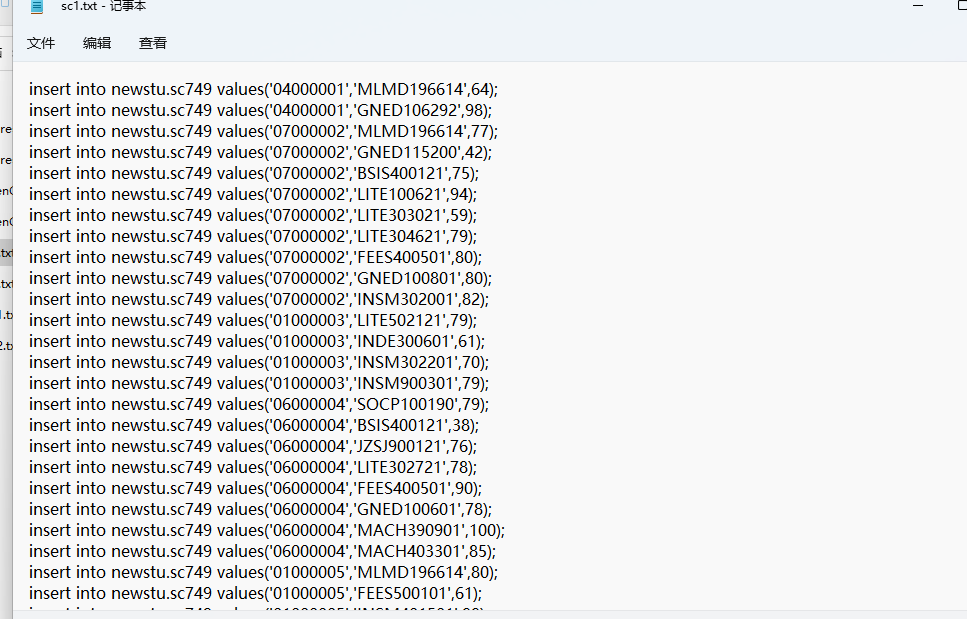 sc1.txt - 记事本
文件 编辑 查看
insert into newstu.sc749 values('04000001','MLMD196614',64);
insert into newstu.sc749 values('04000001','GNED106292',98);
insert into newstu.sc749 values('07000002','MLMD196614',77);
insert into newstu.sc749 values('07000002','GNED115200',42);
insert into newstu.sc749 values('07000002','BSIS400121',75);
insert into newstu.sc749 values('07000002','LITE100621',94);
insert into newstu.sc749 values('07000002','LITE303021',59);
insert into newstu.sc749 values('07000002','LITE304621',79);
insert into newstu.sc749 values('07000002','FEES400501',80);
insert into newstu.sc749 values('07000002','GNED100801',80);
insert into newstu.sc749 values('07000002','INSM302001',82);
insert into newstu.sc749 values('01000003','LITE502121',79);
insert into newstu.sc749 values('01000003','INDE300601',61);
insert into newstu.sc749 values('01000003','INSM302201',70);
insert into newstu.sc749 values('01000003','INSM900301',79);
insert into newstu.sc749 values('06000004','SOCP100190',79);
insert into newstu.sc749 values('06000004','BSIS400121',38);
insert into newstu.sc749 values('06000004','JZSJ900121',76);
insert into newstu.sc749 values('06000004','LITE302721',78);
insert into newstu.sc749 values('06000004','FEES400501',90);
insert into newstu.sc749 values('06000004','GNED100601',78);
insert into newstu.sc749 values('06000004','MACH390901',100);
insert into newstu.sc749 values('06000004','MACH403301',85);
insert into newstu.sc749 values('01000005','MLMD196614',80);
insert into newstu.sc749 values('01000005','FEES500101',61);